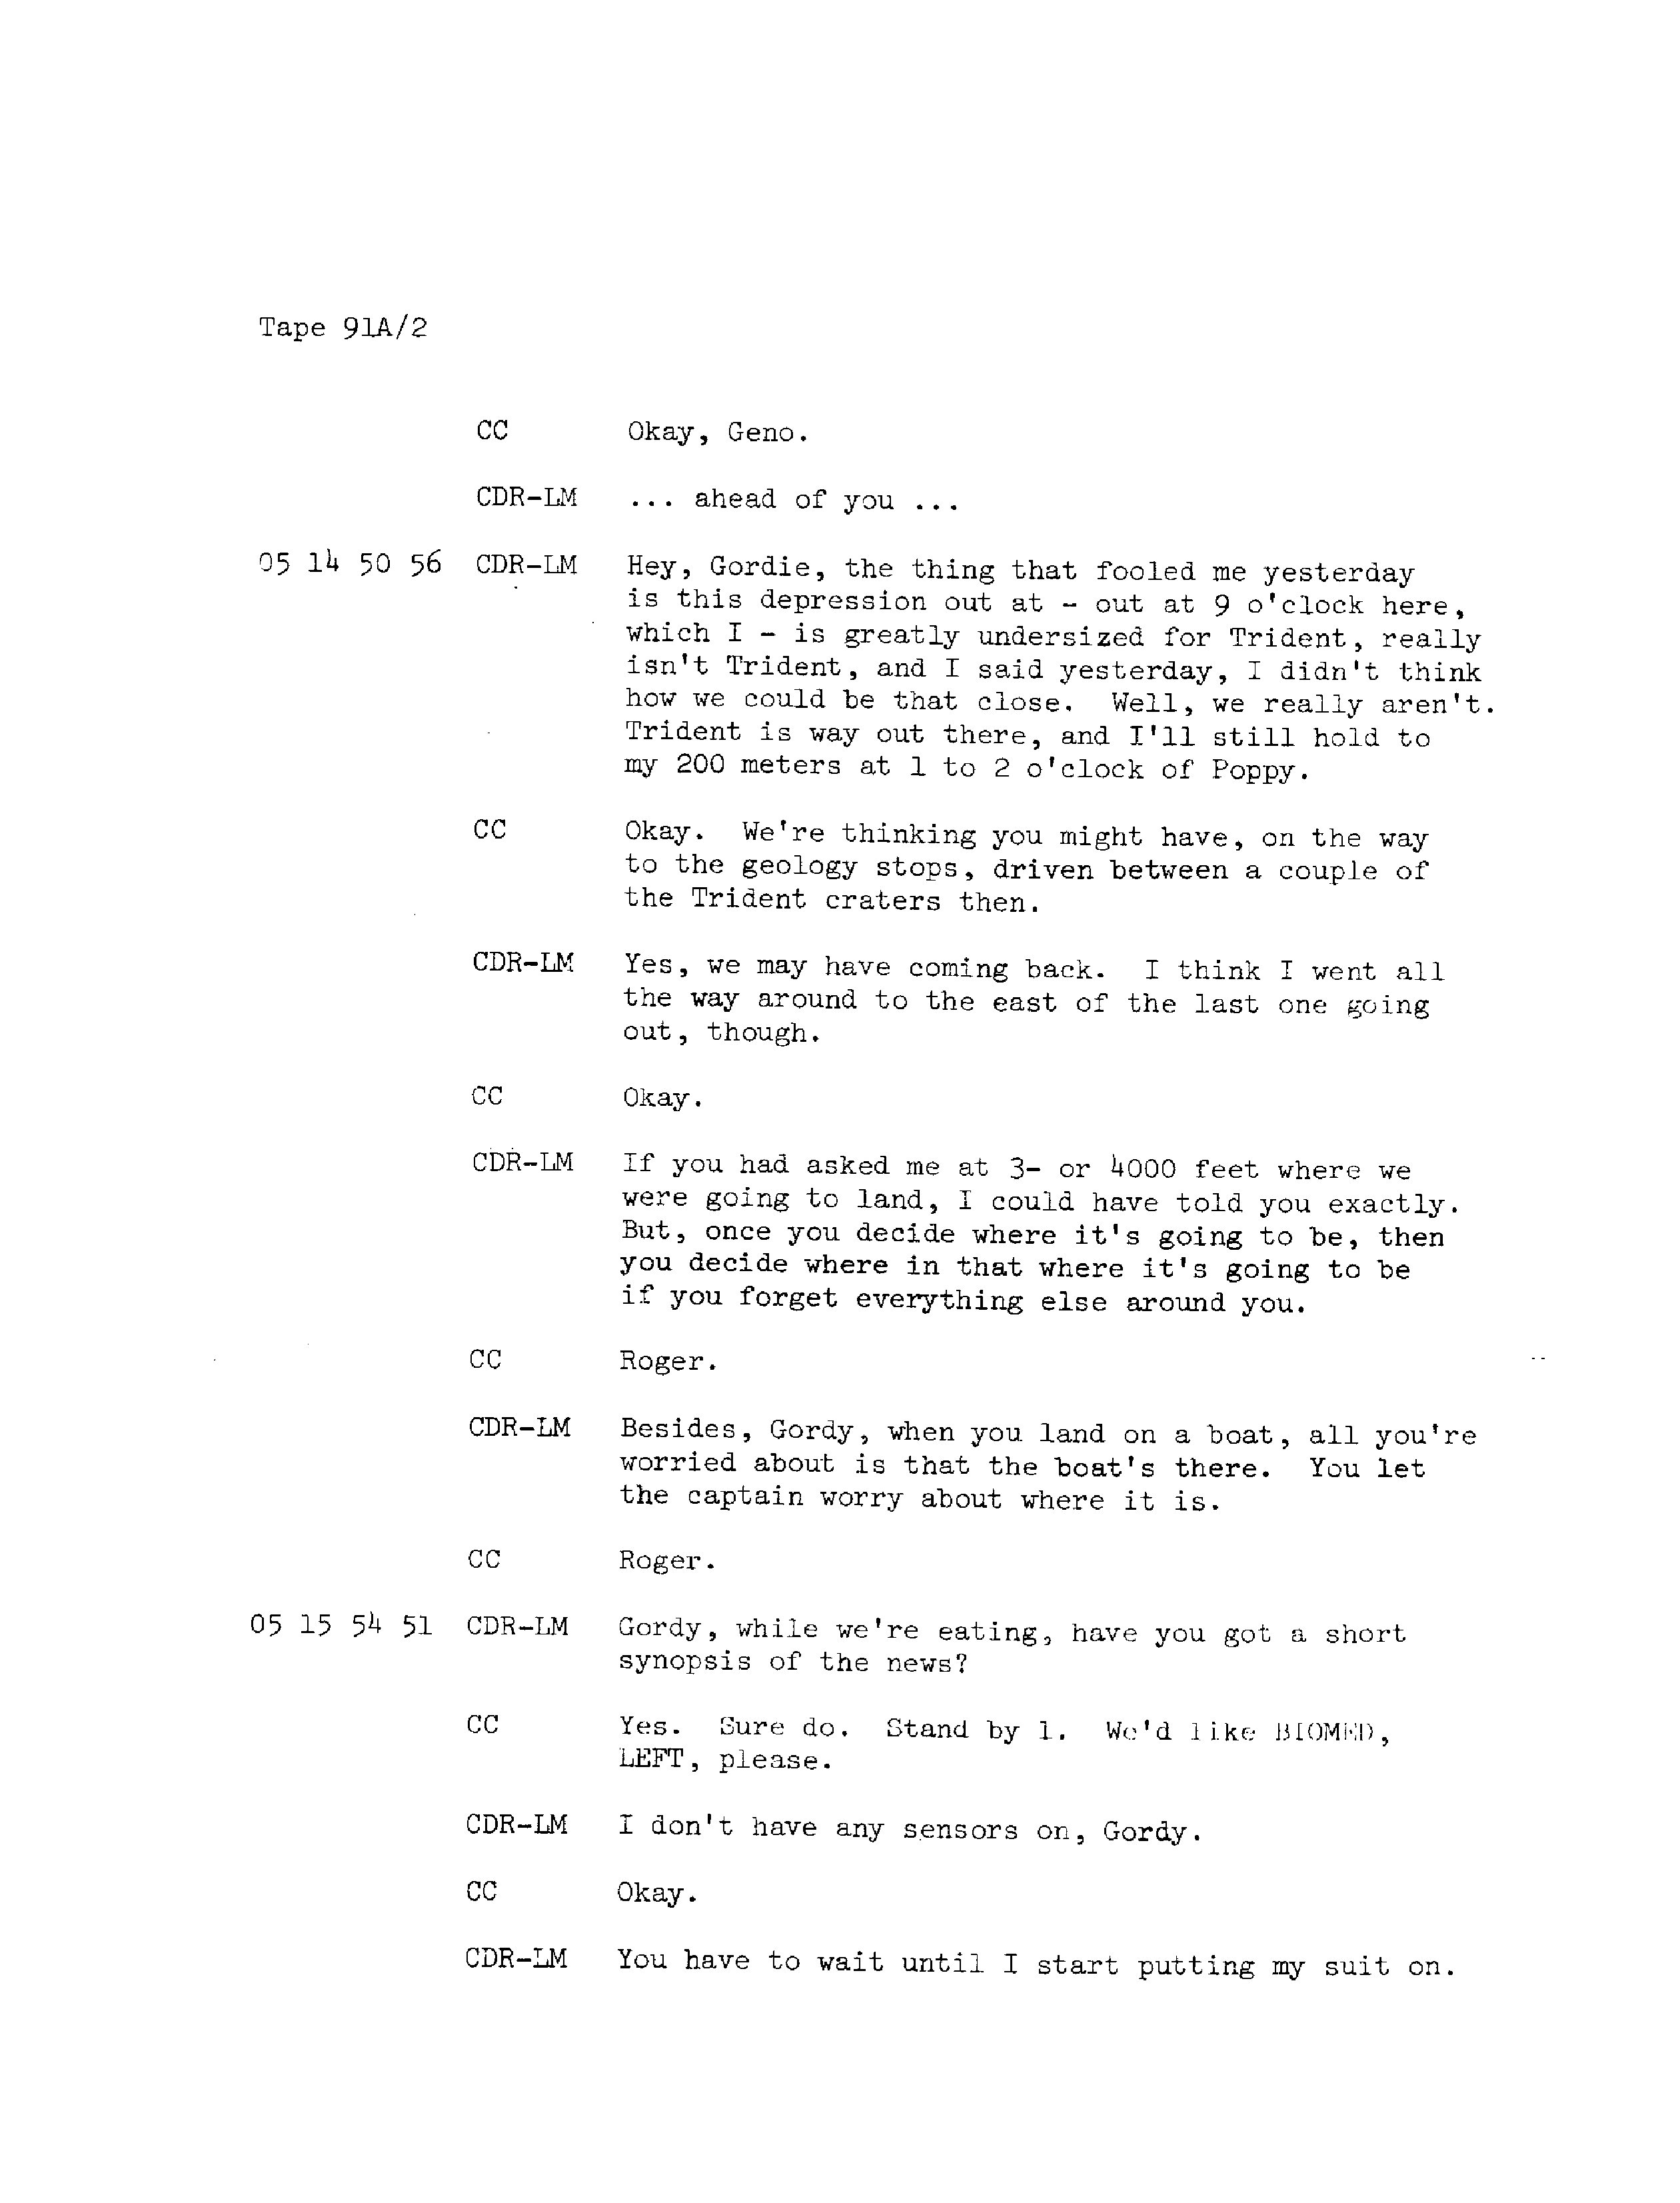 Tape 91A/2
CC Okay, Geno.
CDR-LM ... ahead of you ...
05 14 50 56 CDR-LM Hey, Gordie, the thing that fooled me yesterday
is this depression out at - out at 9 o'clock here,
which I - is greatly undersized for Trident, really
isn't Trident, and I said yesterday, I didn't think
how we could be that close. Well, we really aren't.
Trident is way out there, and I'll still hold to
my 200 meters at 1 to 2 o'clock of Poppy.
CC Okay. We're thinking you might have, on the way
to the geology stops, driven between a couple of
the Trident craters then.
CDR-LM Yes, we may have coming back. I think I went all
the way around to the east of the last one going
out, though.
CC Okay.
CDR-LM If you had asked me at 3- or 4000 feet where we
were going to land, I could have told you exactly.
But, once you decide where it's going to be, then
you decide where in that where it's going to be
if you forget everything else around you.
CC Roger.
CDR-LM Besides, Gordy, when you land on a boat, all you're
worried about is that the boat's there. You let
the captain worry about where it is.
CC Roger.
05 15 54 51 CDR-LM Gordy, while we're eating, have you got a short
synopsis of the news?
CC Yes. Sure do. Stand by 1. We'd like BIOMED,
LEFT, please.
CDR-LM I don't have any sensors on, Gordy.
CC Okay.
CDR-LM You have to wait until I start putting my suit on.